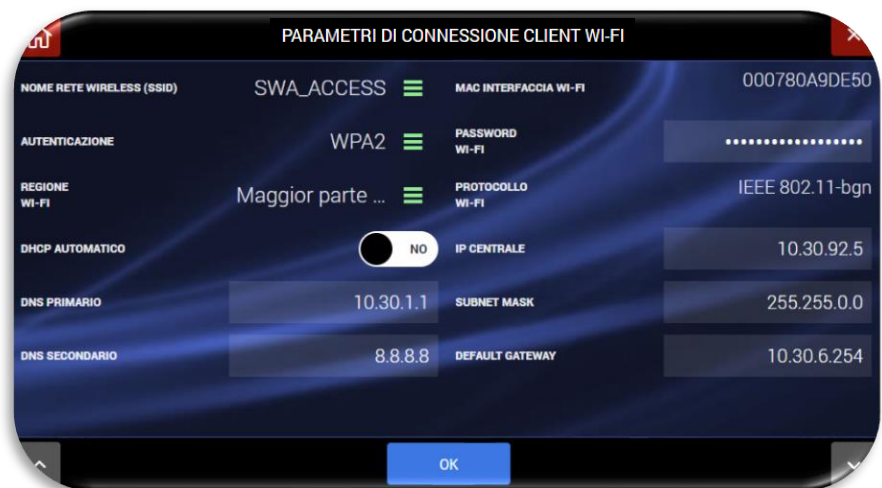 PARAMETRI DI CONNESSIONE CLIENT WI-FI
NOME RETE WIRELESS (SSID)
SWA_ACCESS
MAC INTERFACCIA WI-FI
000780A9DE50
AUTENTICAZIONE
WPA2
PASSWORD
WI-FI
••••••••••••••••••
REGIONE
WI-FI
Maggior parte ...
PROTOCOLLO
WI-FI
IEEE 802.11-bgn
DHCP AUTOMATICO
NO
IP CENTRALE
10.30.92.5
DNS PRIMARIO
10.30.1.1
SUBNET MASK
255.255.0.0
DNS SECONDARIO
8.8.8.8
DEFAULT GATEWAY
10.30.6.254
OK